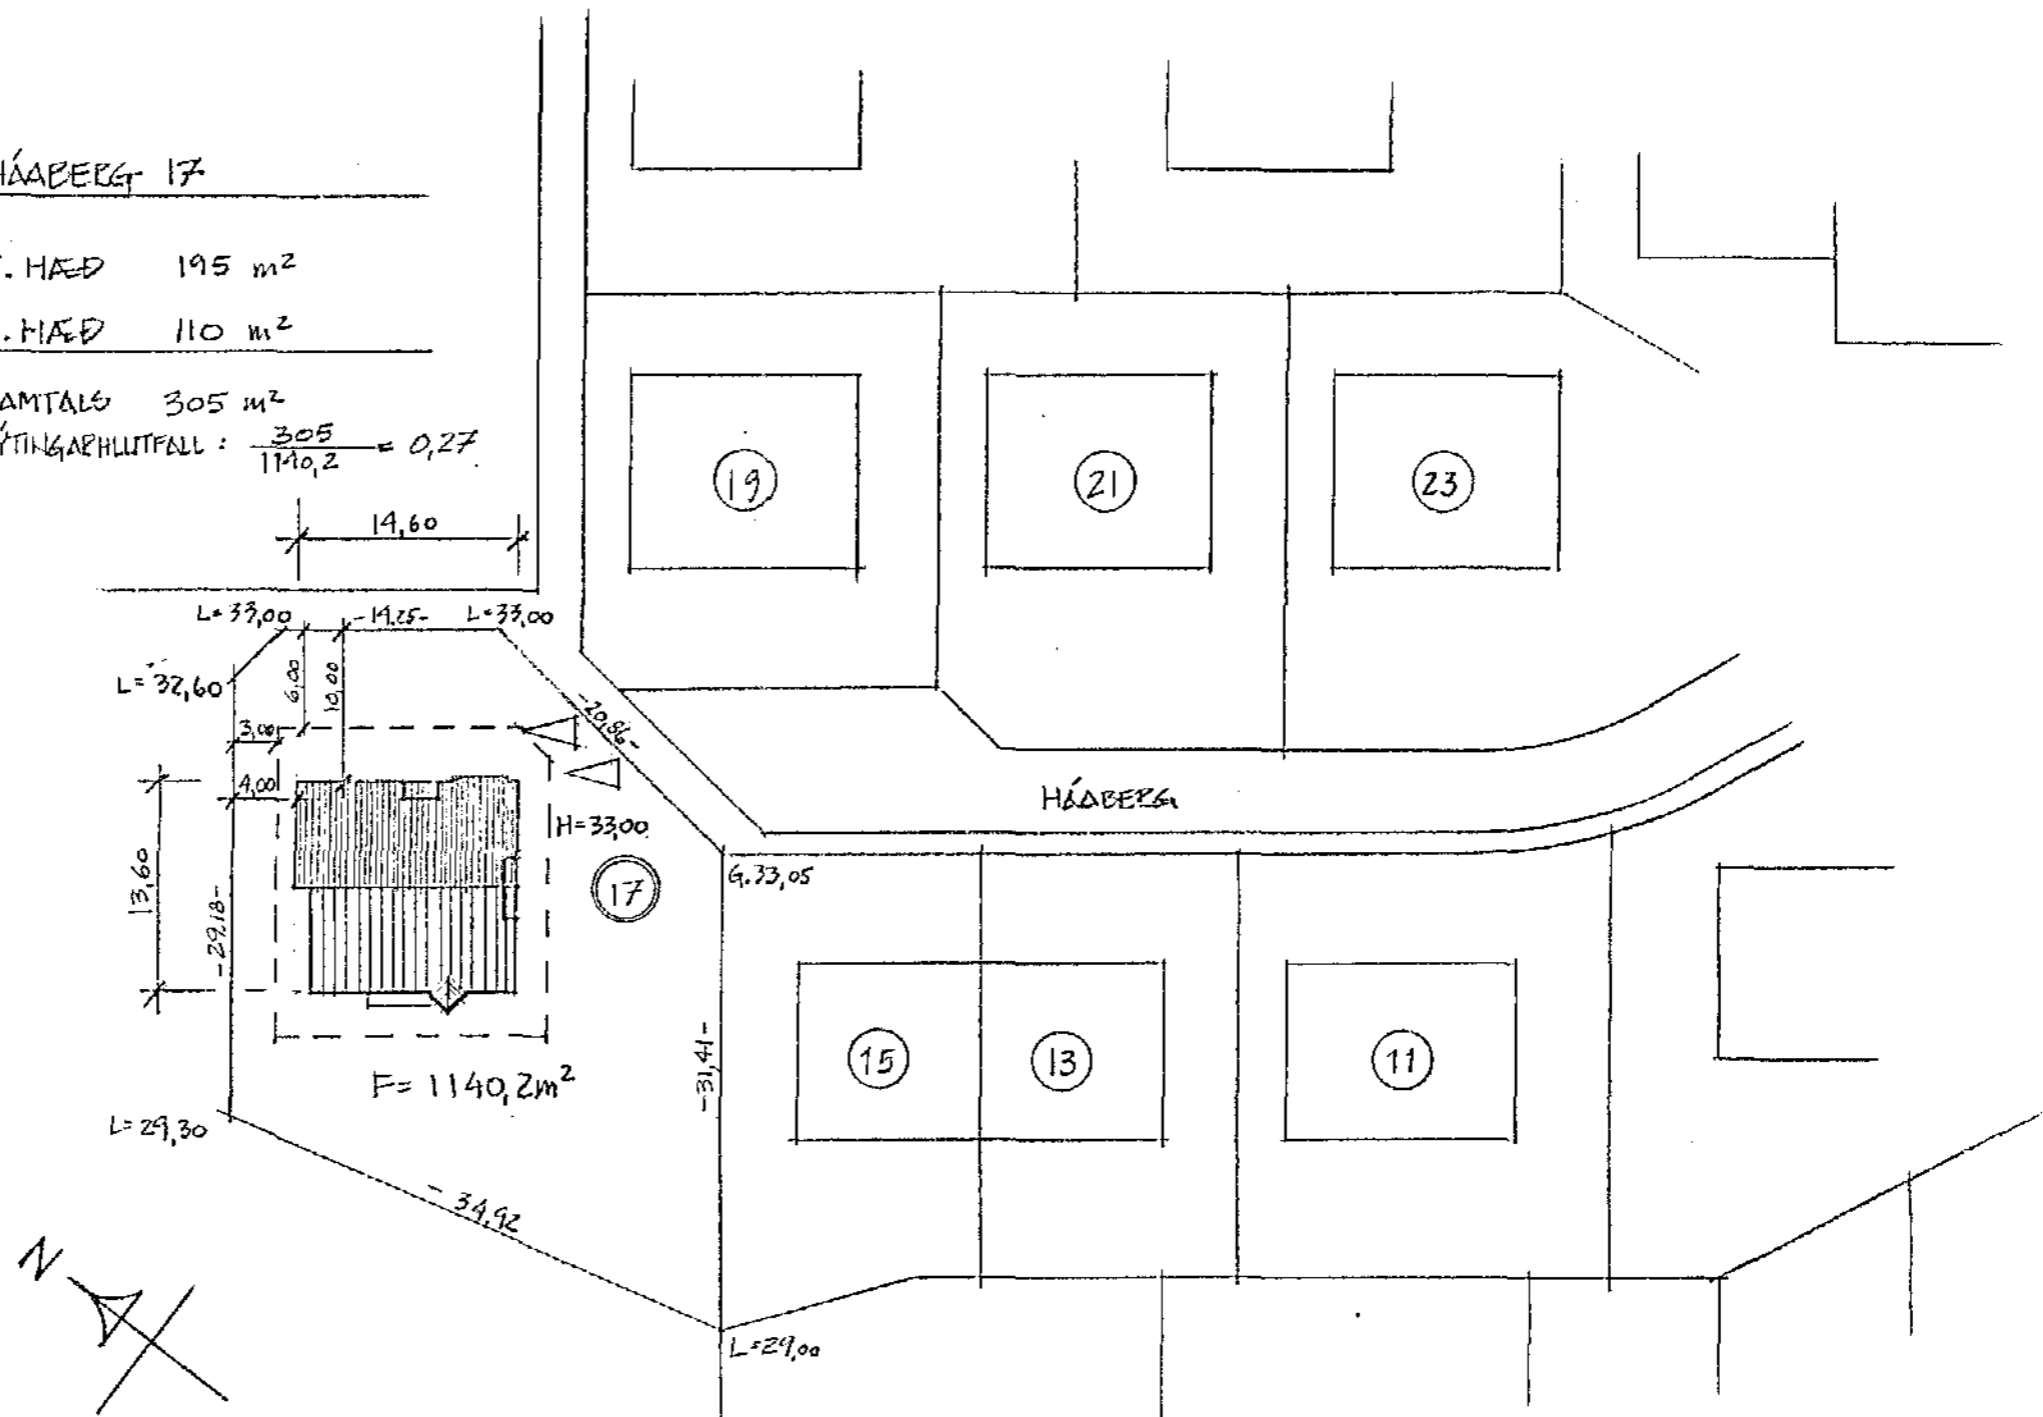 HÁABERG 17
. HÆÐ 195 m²
. HÆÐ 110 m²
AMTALS 305 m²
ÝTINGARHLUTFALL : 305 / 1140,2 = 0,27
14,60
L=33,00 -14,25- L=33,00
L=32,60
6,00
10,00
-20,86-
3,00
4,00
13,60
-29,18-
H=33,00
17
G.33,05
19
21
23
HÁABERG
15
13
11
-31,41-
F= 1140,2m²
L=29,30
- 34,92
L=29,00
N